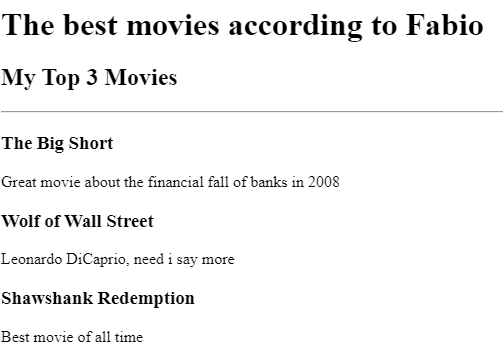 The best movies according to Fabio
My Top 3 Movies
The Big Short
Great movie about the financial fall of banks in 2008
Wolf of Wall Street
Leonardo DiCaprio, need i say more
Shawshank Redemption
Best movie of all time